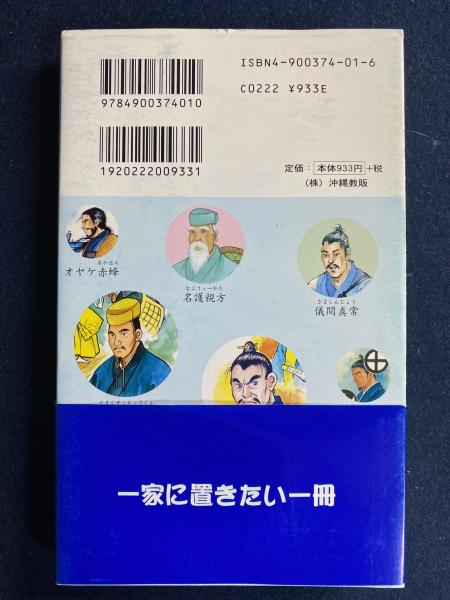 ISBN4-900374-01-6
9784900374010
C0222 ¥933E
1920222009331
定価：本体933円+税
（株）沖縄教販
あかはち
オヤケ赤蜂
なごうぇーかた
名護親方
ぎましんじょう
儀間真常
一家に置きたい一冊